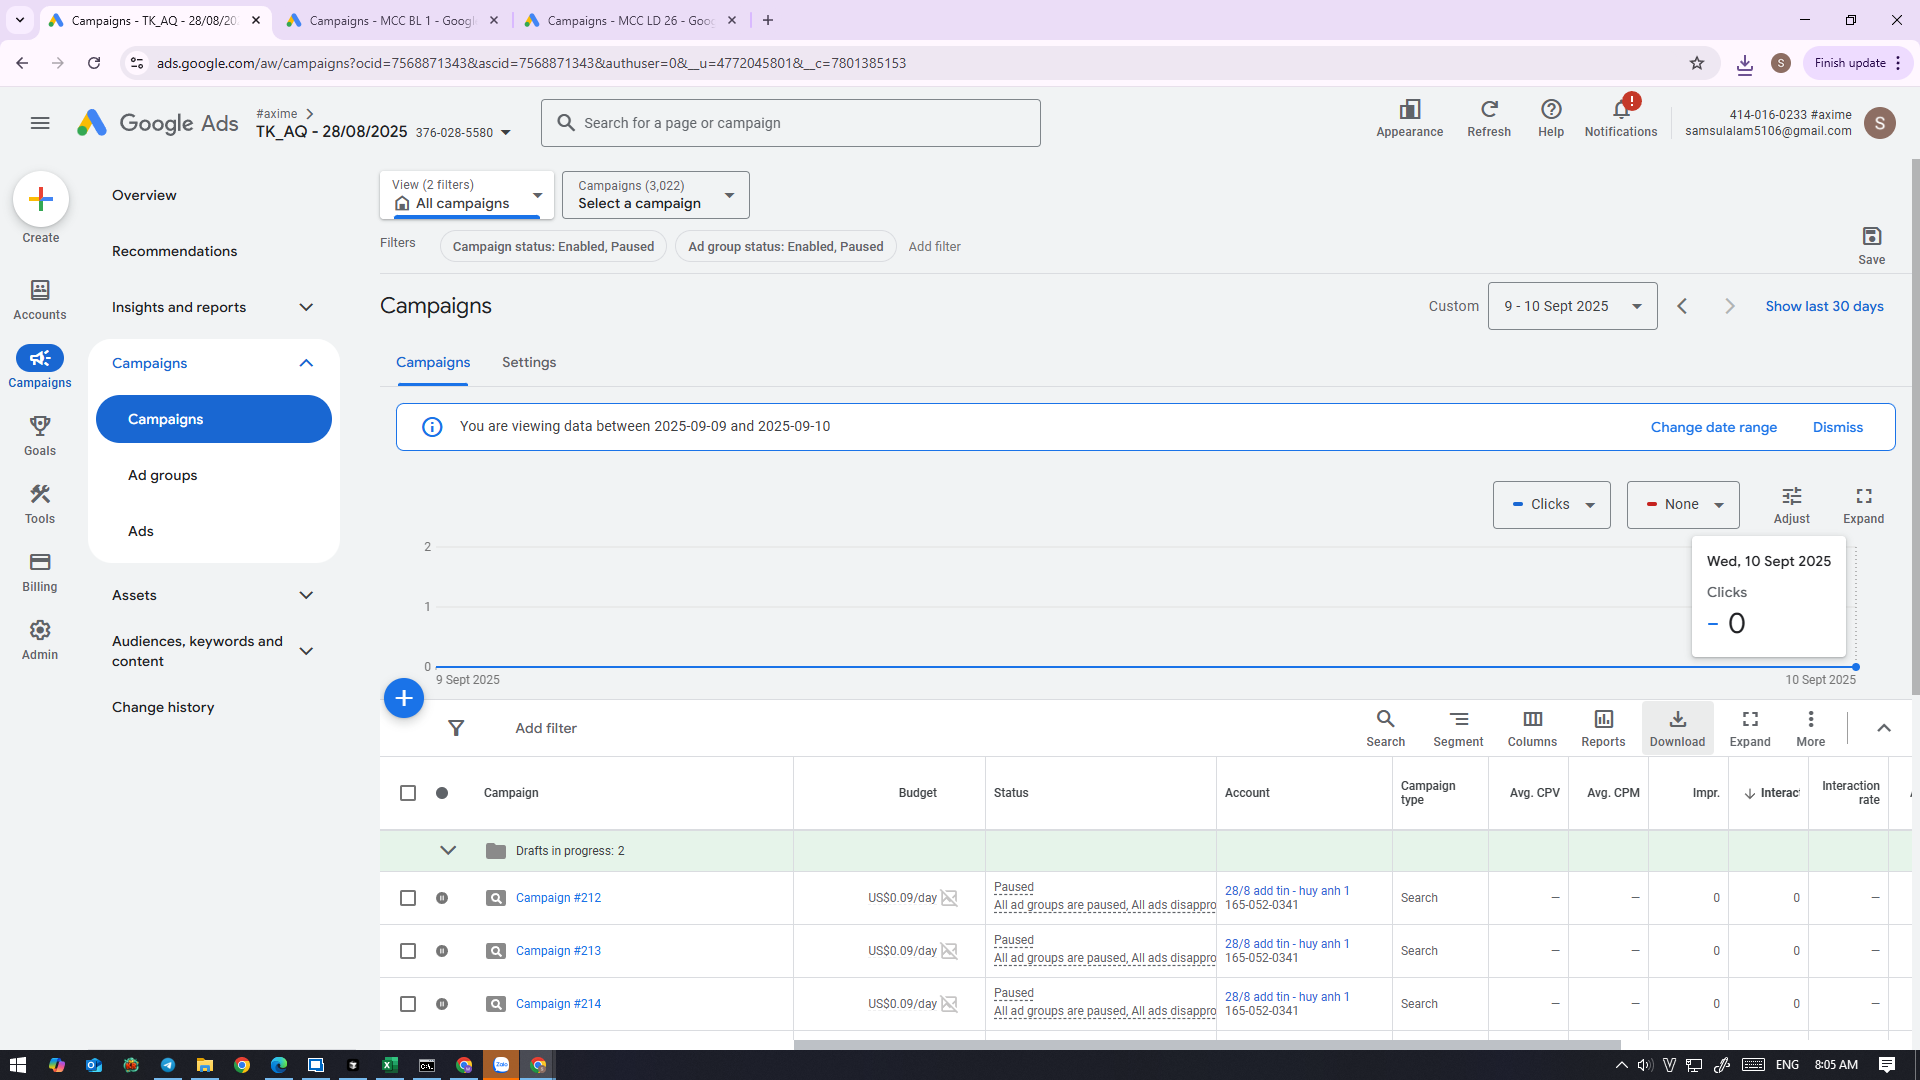 Campaigns - TK_AQ - 28/08/20
Campaigns - MCC BL 1 - Googl
Campaigns - MCC LD 26 - Goo
ads.google.com/aw/campaigns?ocid=7568871343&ascid=7568871343&authuser=0&__u=4772045801&__c=7801385153
S
Finish update
Google Ads
#axime
TK_AQ - 28/08/2025 376-028-5580
Search for a page or campaign
Appearance
Refresh
Help
Notifications
414-016-0233 #axime
samsulalam5106@gmail.com
S
Create
Accounts
Campaigns
Goals
Tools
Billing
Admin
Overview
Recommendations
Insights and reports
Campaigns
Campaigns
Ad groups
Ads
Assets
Audiences, keywords and
content
Change history
View (2 filters)
All campaigns
Campaigns (3,022)
Select a campaign
Filters
Campaign status: Enabled, Paused
Ad group status: Enabled, Paused
Add filter
Save
Campaigns
Custom
9 - 10 Sept 2025
Show last 30 days
Campaigns
Settings
You are viewing data between 2025-09-09 and 2025-09-10
Change date range
Dismiss
Clicks
None
Adjust
Expand
2
1
0
9 Sept 2025
10 Sept 2025
Wed, 10 Sept 2025
Clicks
0
Add filter
Search
Segment
Columns
Reports
Download
Expand
More
Campaign
Budget
Status
Account
Campaign
type
Avg. CPV
Avg. CPM
Impr.
Interac
Interaction
rate
Drafts in progress: 2
Campaign #212
US$0.09/day
Paused
All ad groups are paused, All ads disappro
28/8 add tin - huy anh 1
165-052-0341
Search
—
—
0
0
—
Campaign #213
US$0.09/day
Paused
All ad groups are paused, All ads disappro
28/8 add tin - huy anh 1
165-052-0341
Search
—
—
0
0
—
Campaign #214
US$0.09/day
Paused
All ad groups are paused, All ads disappro
28/8 add tin - huy anh 1
165-052-0341
Search
—
—
0
0
—
Zalo
ENG
8:05 AM